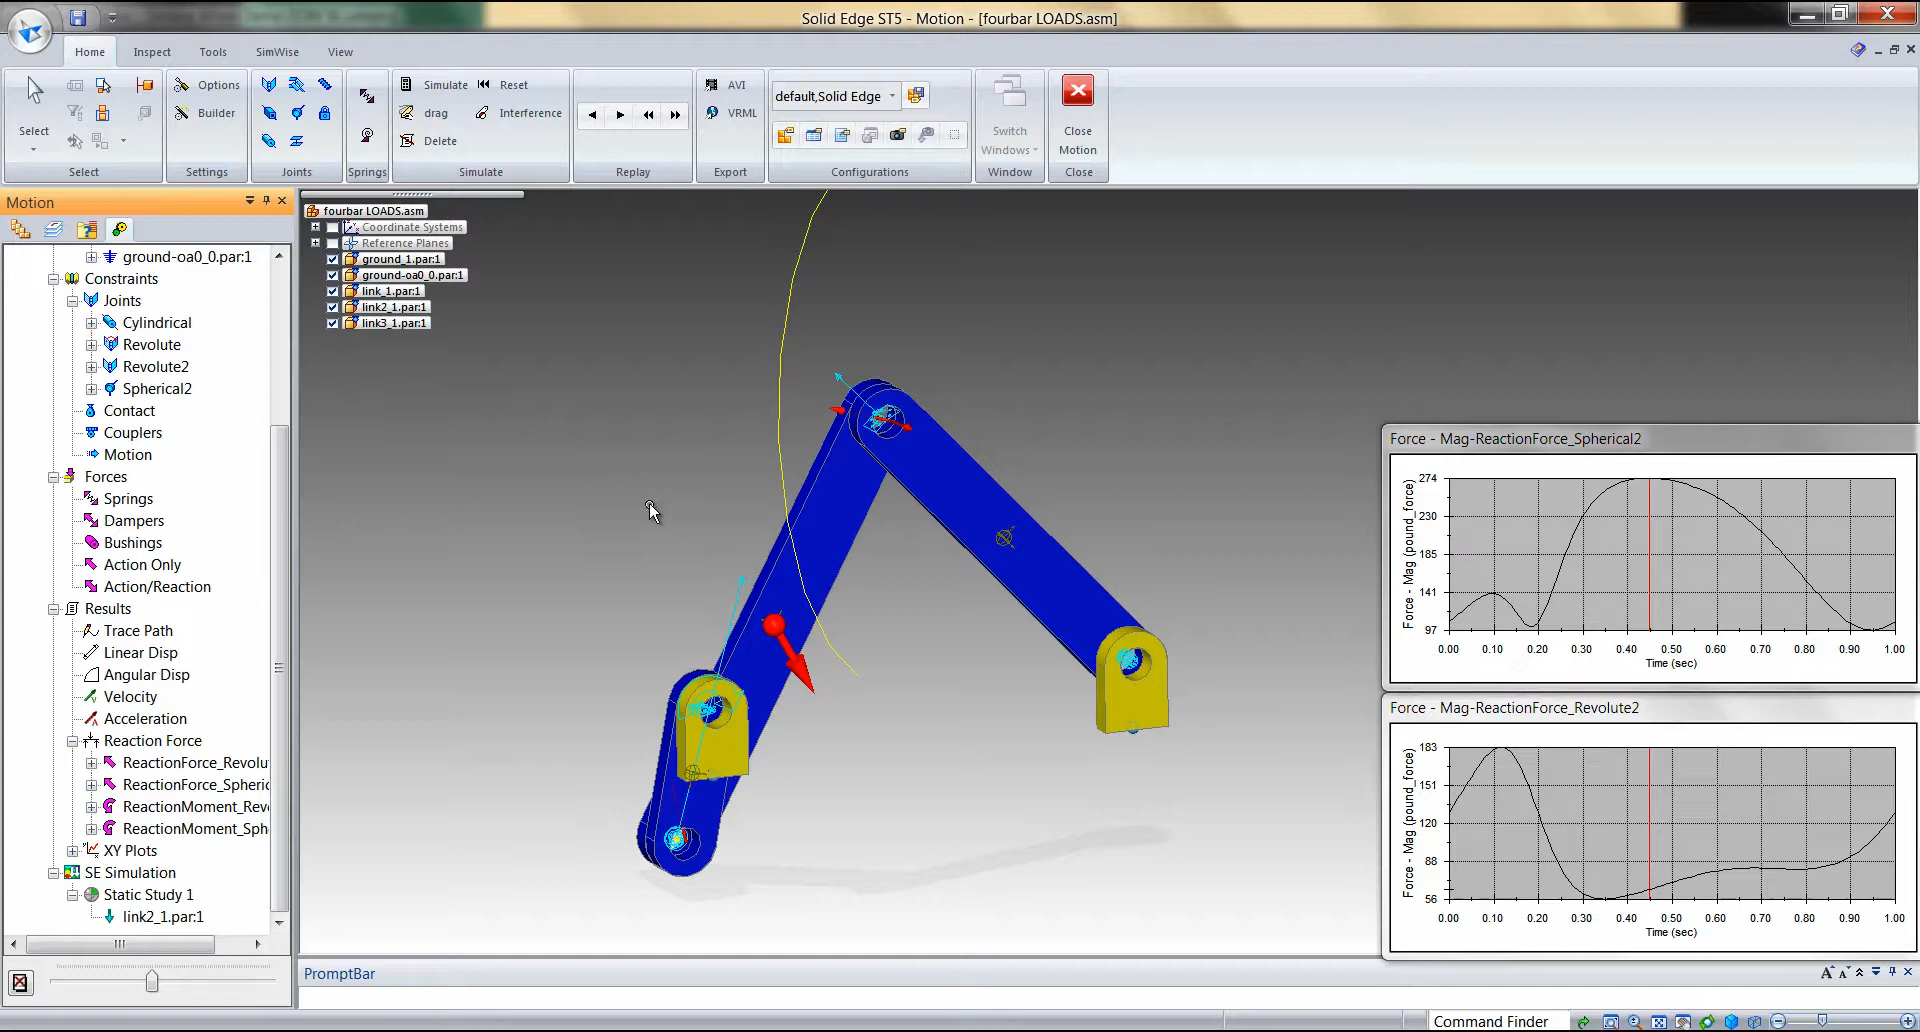 Solid Edge ST5 - Motion - [fourbar LOADS.asm]
Home Inspect Tools SimWise View
Select
Select
Options
Builder
Settings
Joints
Springs
Simulate Reset
drag Interference
Delete
Simulate
Replay
AVI
VRML
Export
default,Solid Edge
Configurations
Switch
Windows
Window
Close
Motion
Close
Motion
ground-oa0_0.par:1
Constraints
Joints
Cylindrical
Revolute
Revolute2
Spherical2
Contact
Couplers
Motion
Forces
Springs
Dampers
Bushings
Action Only
Action/Reaction
Results
Trace Path
Linear Disp
Angular Disp
Velocity
Acceleration
Reaction Force
ReactionForce_Revolu
ReactionForce_Spheric
ReactionMoment_Rev
ReactionMoment_Sph
XY Plots
SE Simulation
Static Study 1
link2_1.par:1
fourbar LOADS.asm
Coordinate Systems
Reference Planes
ground_1.par:1
ground-oa0_0.par:1
link_1.par:1
link2_1.par:1
link3_1.par:1
Force - Mag-ReactionForce_Spherical2
Force - Mag (pound_force)
274
230
185
141
97
0.00 0.10 0.20 0.30 0.40 0.50 0.60 0.70 0.80 0.90 1.00
Time (sec)
Force - Mag-ReactionForce_Revolute2
Force - Mag (pound_force)
183
151
120
88
56
0.00 0.10 0.20 0.30 0.40 0.50 0.60 0.70 0.80 0.90 1.00
Time (sec)
PromptBar
Command Finder